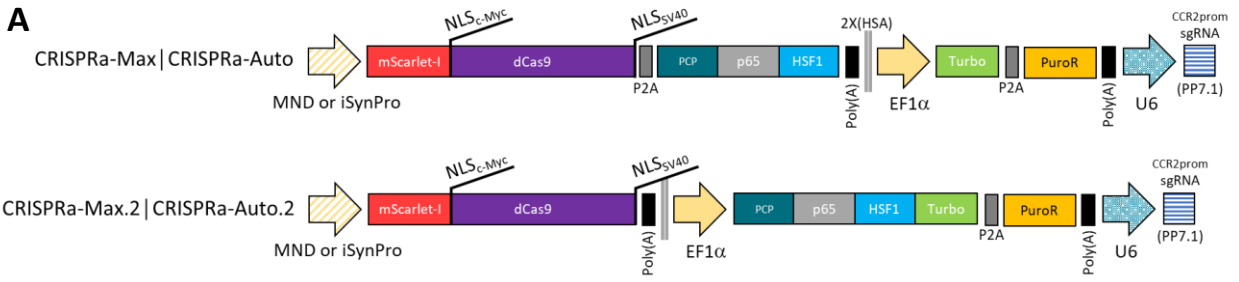 A
CRISPRa-Max|CRISPRa-Auto
MND or iSynPro
mScarlet-I
NLSc-Myc
dCas9
NLSSV40
P2A
PCP
p65
HSF1
Poly(A)
2X(HSA)
EF1α
Turbo
P2A
PuroR
Poly(A)
U6
CCR2prom
sgRNA
(PP7.1)
CRISPRa-Max.2|CRISPRa-Auto.2
MND or iSynPro
mScarlet-I
NLSc-Myc
dCas9
NLSSV40
Poly(A)
EF1α
PCP
p65
HSF1
Turbo
P2A
PuroR
Poly(A)
U6
CCR2prom
sgRNA
(PP7.1)